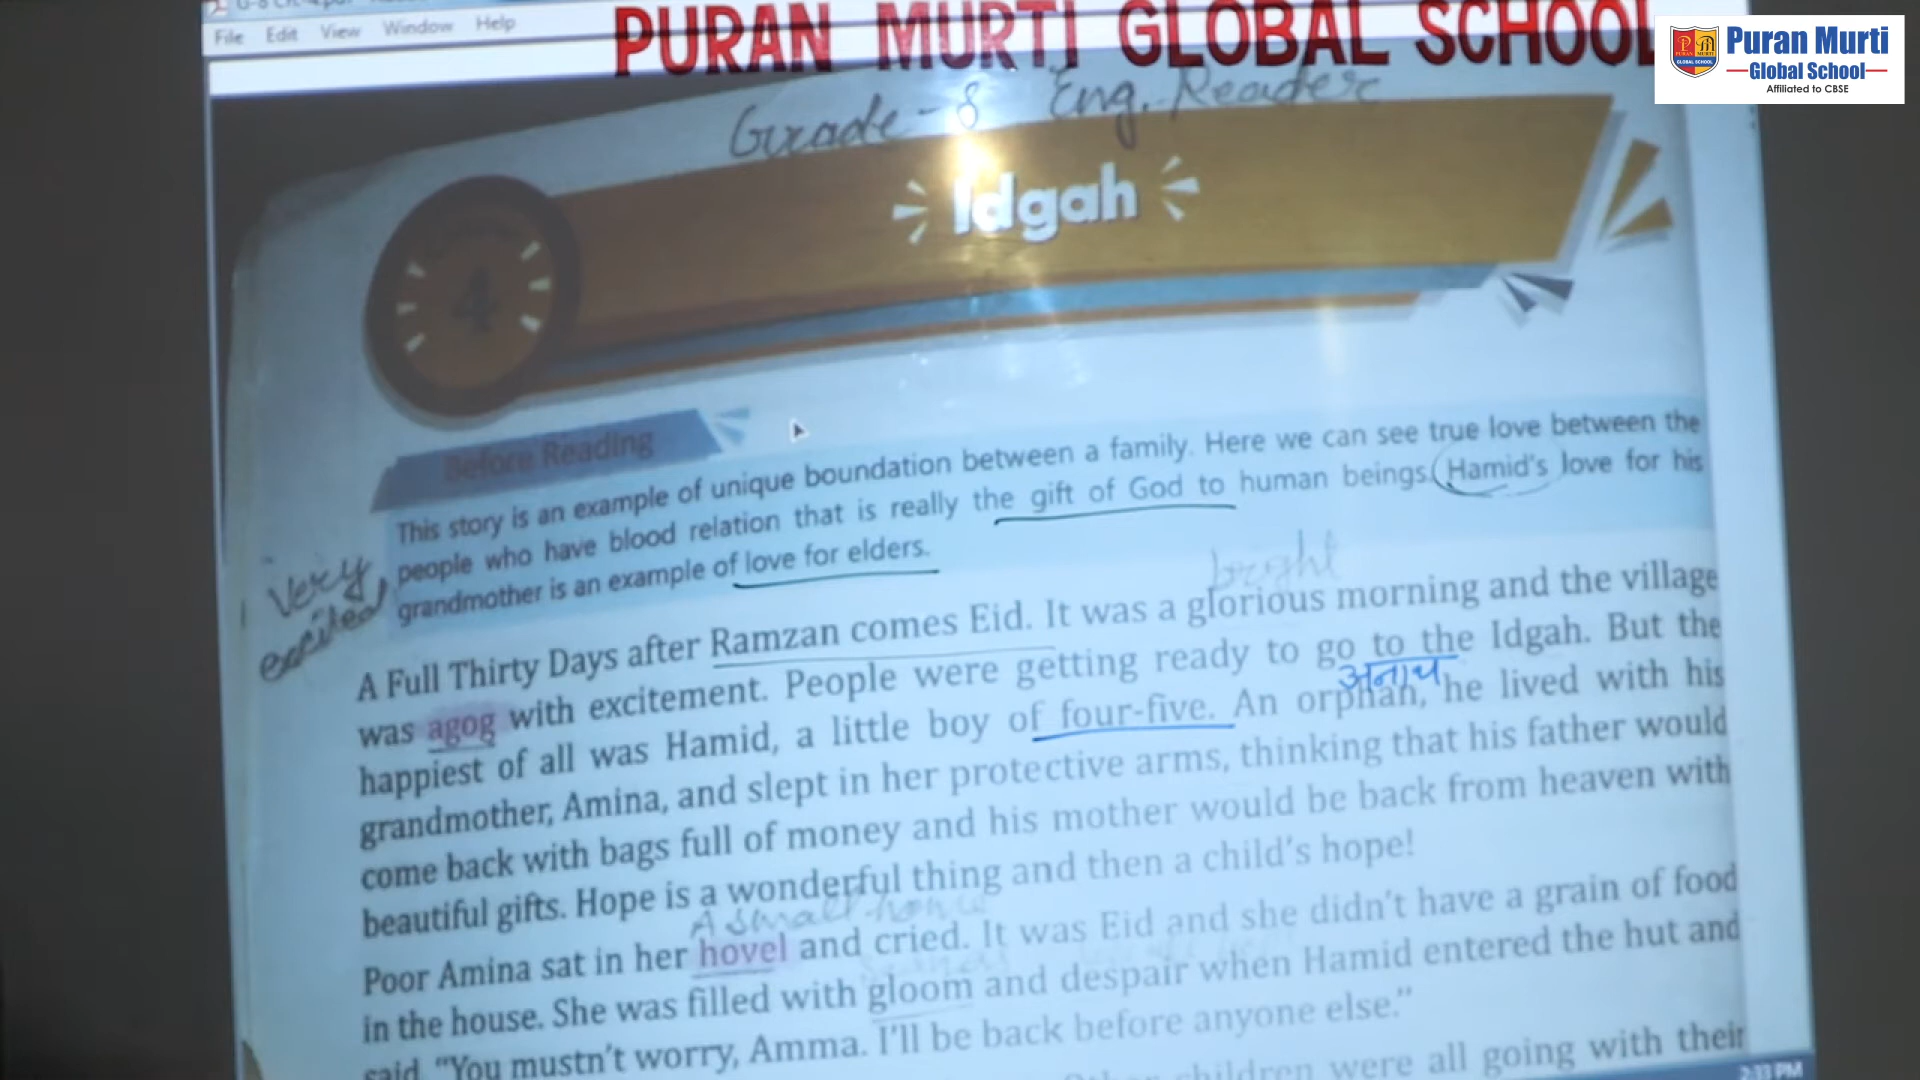 File Edit View Window Help
PURAN MURTI GLOBAL SCHOOL
Puran Murti
Global School
Affiliated to CBSE
Grade - 8 Eng. Reader
Idgah
4
Before Reading
This story is an example of unique boundation between a family. Here we can see true love between the
people who have blood relation that is really the gift of God to human beings. Hamid's love for his
grandmother is an example of love for elders.
Very
excited
bright
A Full Thirty Days after Ramzan comes Eid. It was a glorious morning and the village
was agog with excitement. People were getting ready to go to the Idgah. But the
अनाथ
happiest of all was Hamid, a little boy of four-five. An orphan, he lived with his
grandmother, Amina, and slept in her protective arms, thinking that his father would
come back with bags full of money and his mother would be back from heaven with
beautiful gifts. Hope is a wonderful thing and then a child's hope!
A small house
Poor Amina sat in her hovel and cried. It was Eid and she didn't have a grain of food
in the house. She was filled with gloom and despair when Hamid entered the hut and
said, "You mustn't worry, Amma. I'll be back before anyone else."
Other children were all going with their
2:33 PM